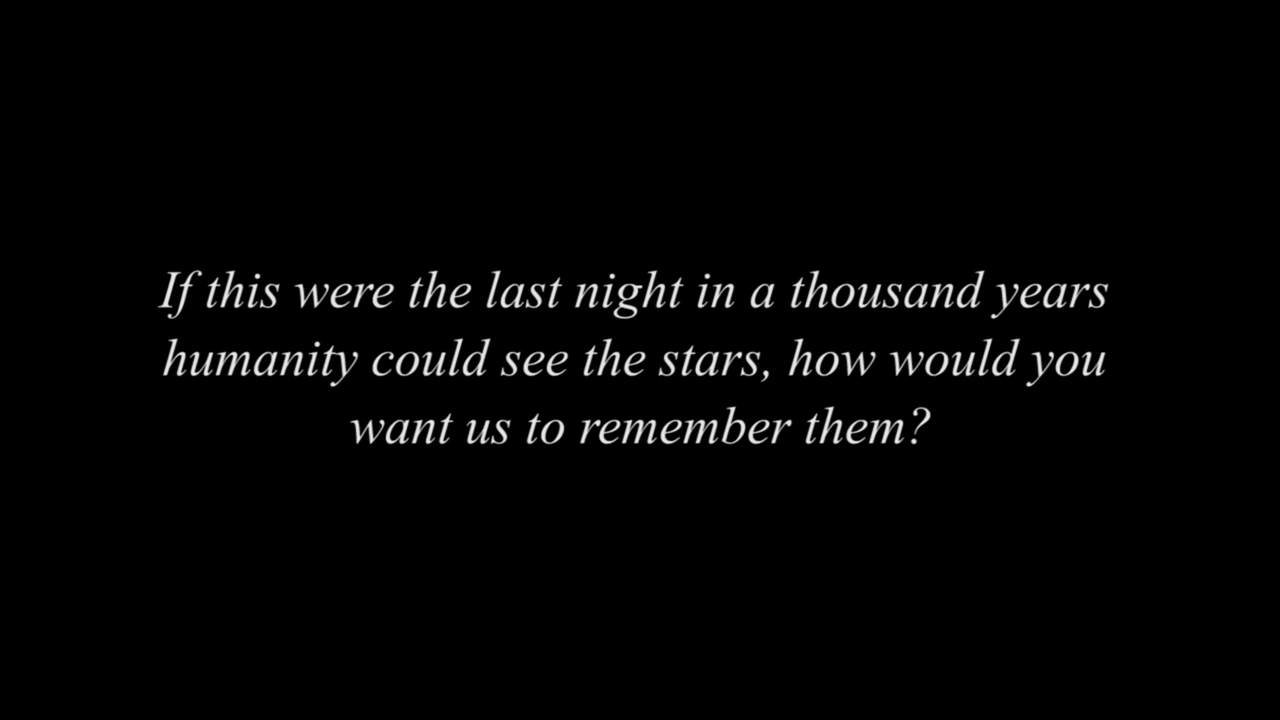 If this were the last night in a thousand years
humanity could see the stars, how would you
want us to remember them?